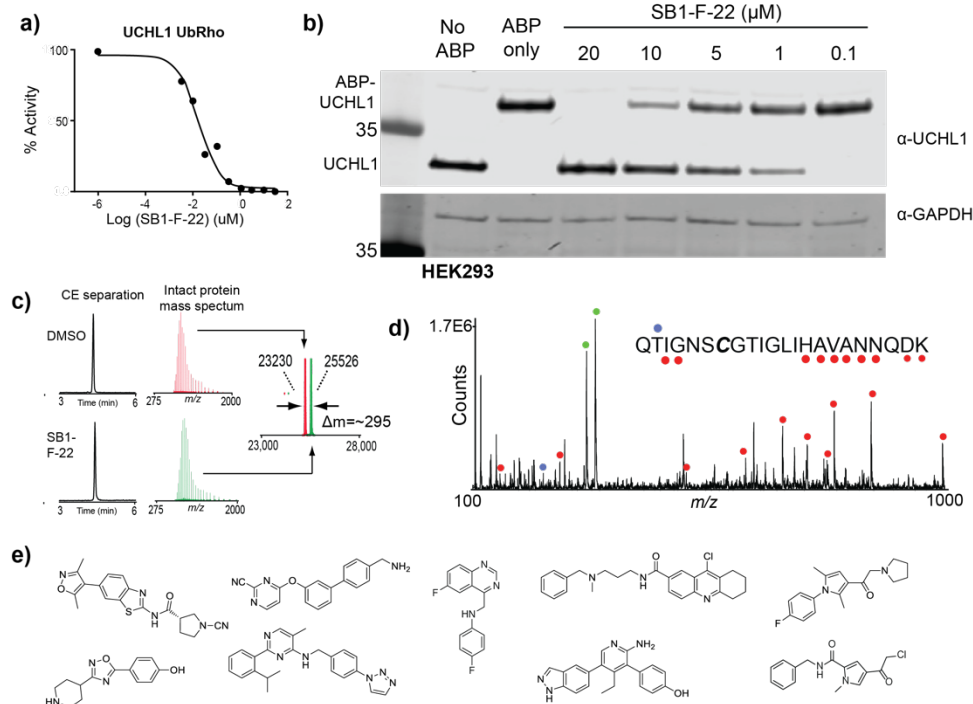 a)
UCHL1 UbRho
100
50
% Activity
-6
-4
-2
0
2
Log (SB1-F-22) (uM)
b)
SB1-F-22 (µM)
No ABP
ABP only
20
10
5
1
0.1
ABP-
UCHL1
35
UCHL1
α-UCHL1
35
α-GAPDH
HEK293
c)
CE separation
Intact protein
mass spectrum
DMSO
3
Time (min)
6
275
m/z
2000
23230
25526
Δm=~295
23,000
28,000
SB1-
F-22
3
Time (min)
6
275
m/z
2000
d)
1.7E6
QTIGNSCGTIGLIHAVANNQDK
Counts
100
m/z
1000
e)
N
O
N
S
NH
O
N
CN
NC
N
N
O
NH2
N
N
F
HN
F
N
N
H
O
Cl
N
N
O
N
F
HN
N
O
N
OH
N
N
N
H
N
N
N
N
N
H
NH2
N
OH
N
H
O
N
O
Cl